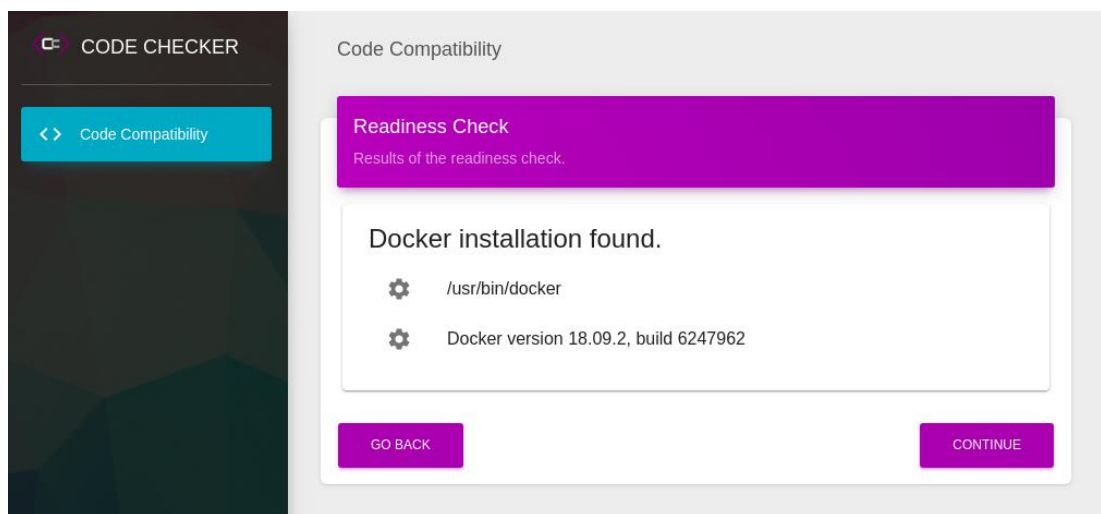 CODE CHECKER
Code Compatibility
Code Compatibility
Readiness Check
Results of the readiness check.
Docker installation found.
/usr/bin/docker
Docker version 18.09.2, build 6247962
GO BACK
CONTINUE